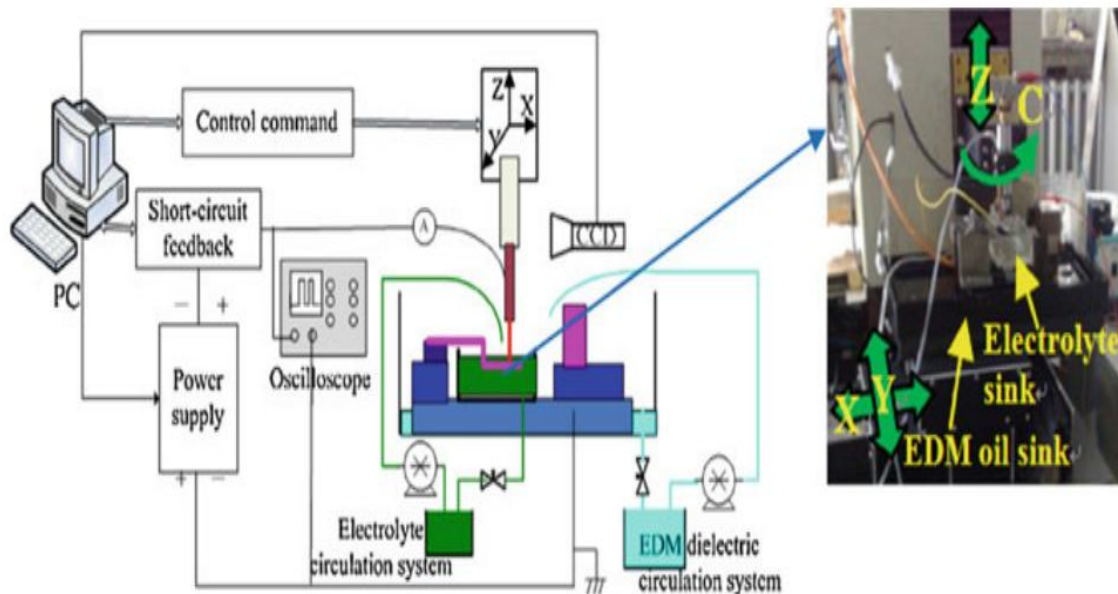 Control command
Z
X
Y
Short-circuit
feedback
A
CCD
PC
− +
Oscilloscope
Power
supply
+ −
Electrolyte
circulation system
EDM dielectric
circulation system
Z
C
Electrolyte
sink
X
Y
EDM oil sink